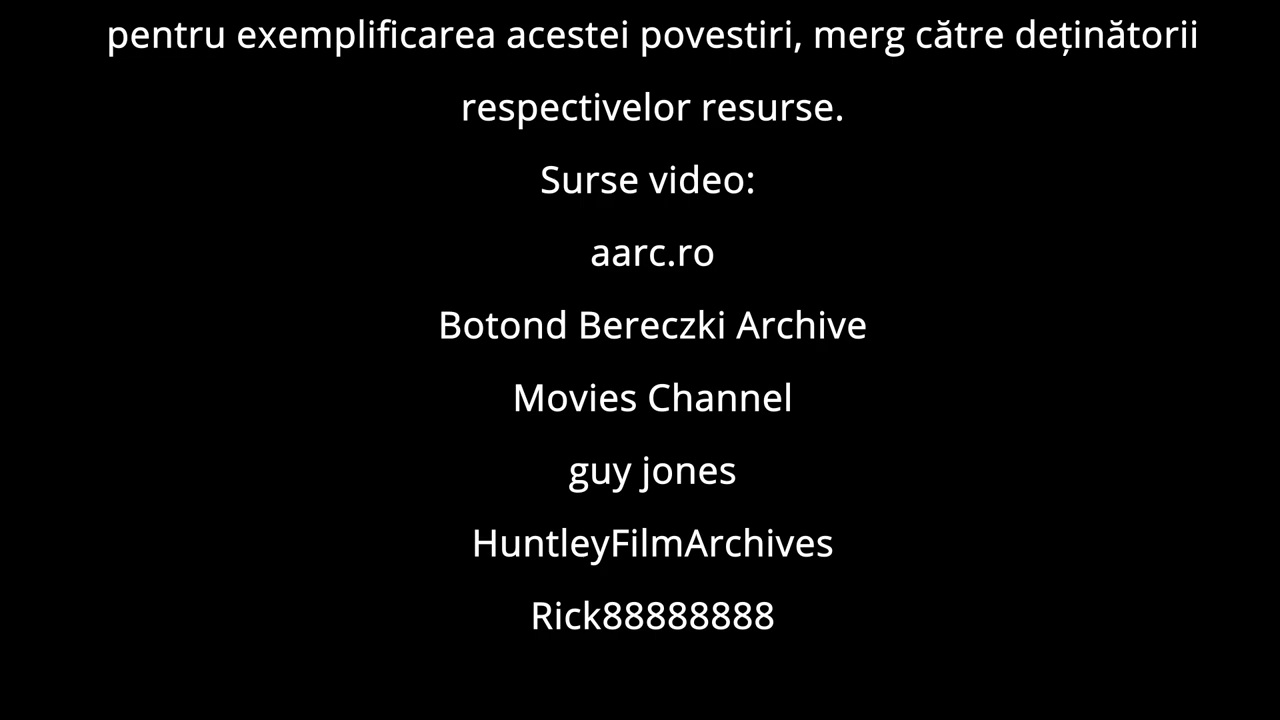 pentru exemplificarea acestei povestiri, merg către deținătorii
respectivelor resurse.
Surse video:
aarc.ro
Botond Bereczki Archive
Movies Channel
guy jones
HuntleyFilmArchives
Rick88888888